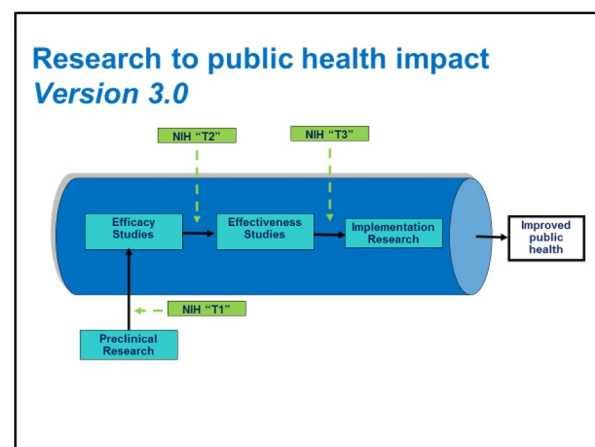 Research to public health impact
Version 3.0
NIH “T2”
NIH “T3”
Efficacy
Studies
Effectiveness
Studies
Implementation
Research
Improved
public
health
NIH “T1”
Preclinical
Research